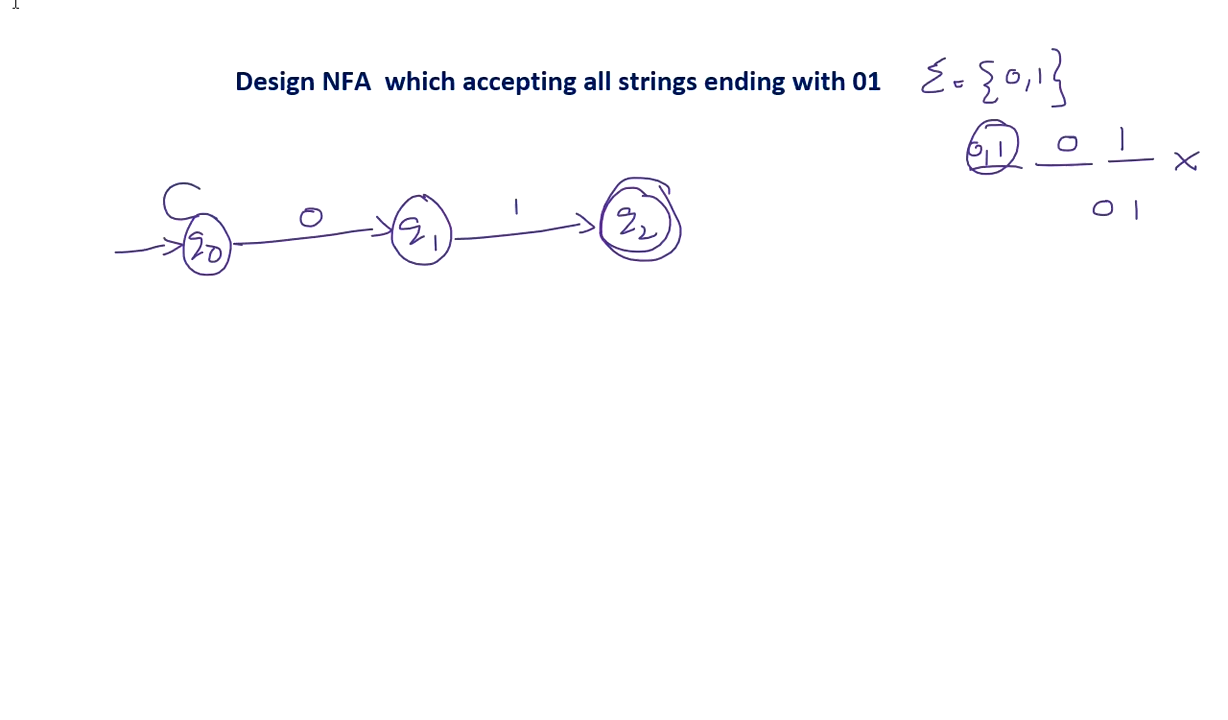 Design NFA which accepting all strings ending with 01 Σ = {0,1}
0,1 0 1 x
0 1
q0 0 q1 1 q2